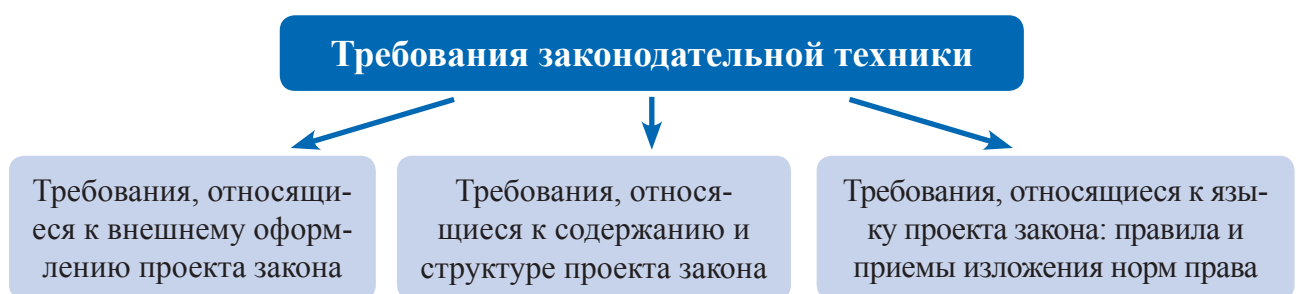 Требования законодательной техники
Требования, относящи-
еся к внешнему оформ-
лению проекта закона
Требования, относя-
щиеся к содержанию и
структуре проекта закона
Требования, относящиеся к язы-
ку проекта закона: правила и
приемы изложения норм права